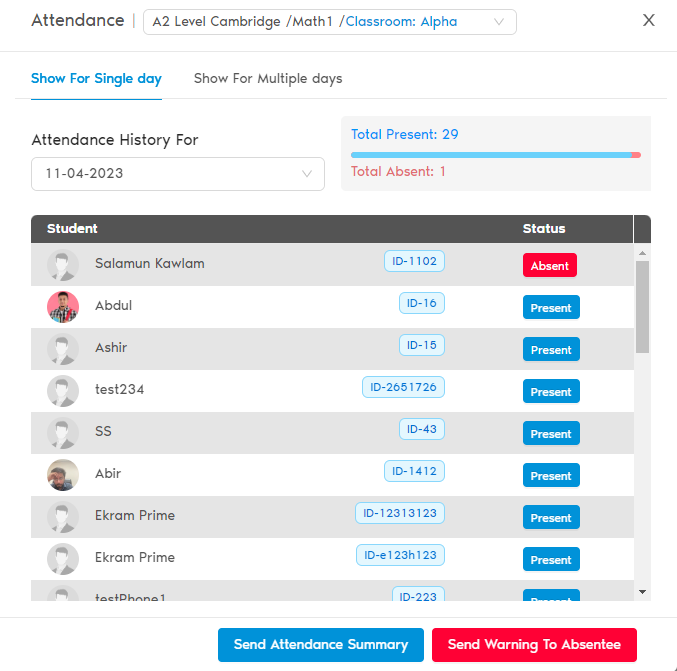 Attendance | A2 Level Cambridge /Math1 /Classroom: Alpha X
Show For Single day Show For Multiple days
Attendance History For
11-04-2023
Total Present: 29
Total Absent: 1
Student Status
Salamun Kawlam ID-1102 Absent
Abdul ID-16 Present
Ashir ID-15 Present
test234 ID-2651726 Present
SS ID-43 Present
Abir ID-1412 Present
Ekram Prime ID-12313123 Present
Ekram Prime ID-e123h123 Present
testPhone1 ID-223 Present
Send Attendance Summary Send Warning To Absentee